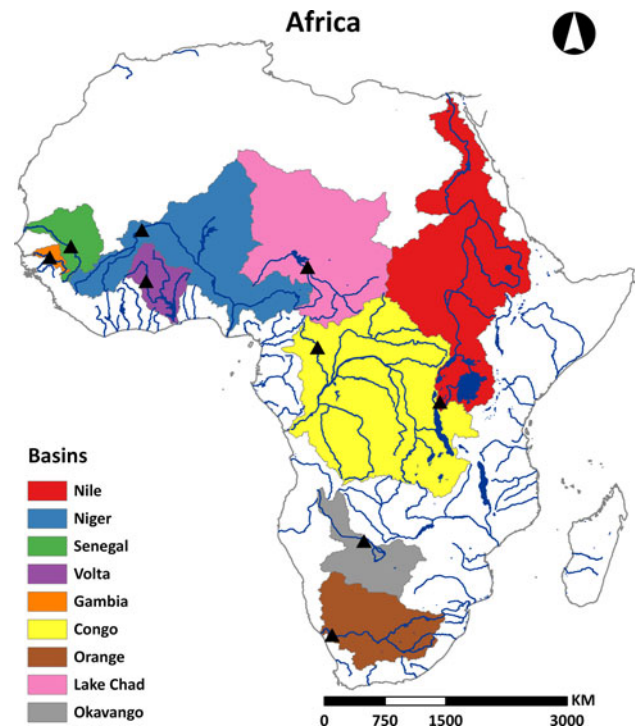 Africa
Basins
Nile
Niger
Senegal
Volta
Gambia
Congo
Orange
Lake Chad
Okavango
KM
0 750 1500 3000